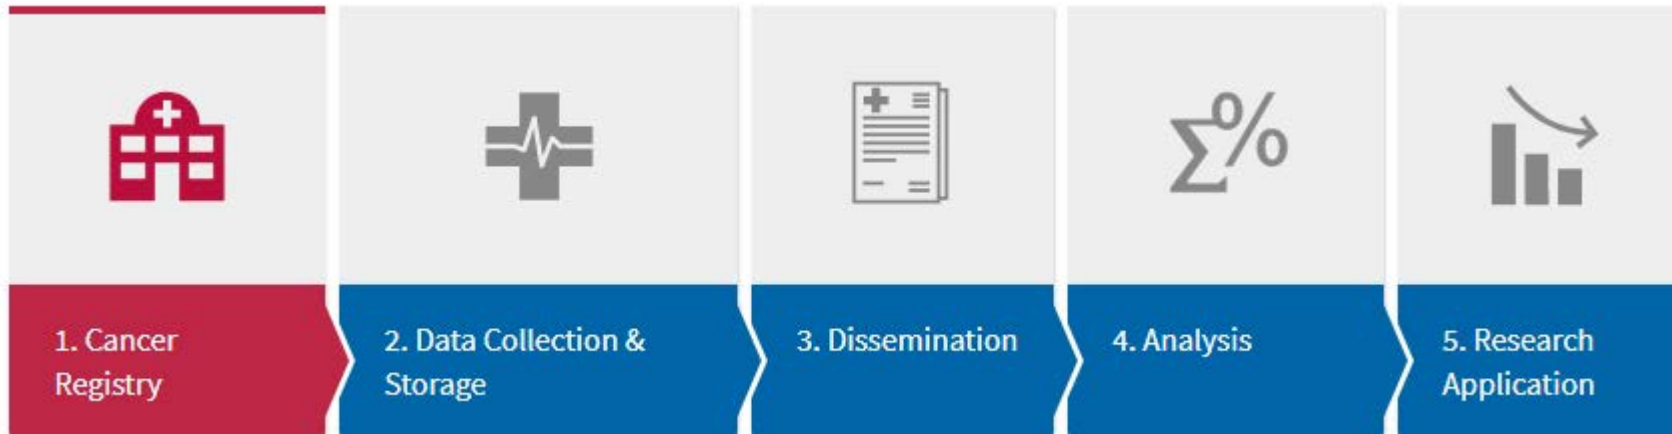 1. Cancer
Registry
2. Data Collection &
Storage
3. Dissemination
4. Analysis
5. Research
Application